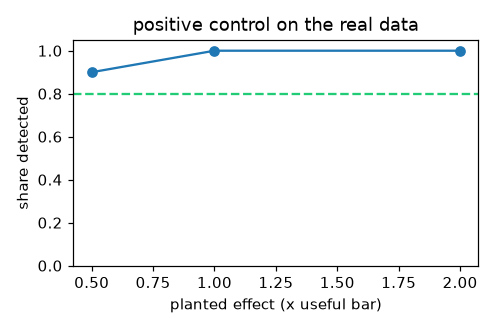 positive control on the real data
1.0
0.8
0.6
0.4
0.2
0.0
share detected
0.50 0.75 1.00 1.25 1.50 1.75 2.00
planted effect (x useful bar)